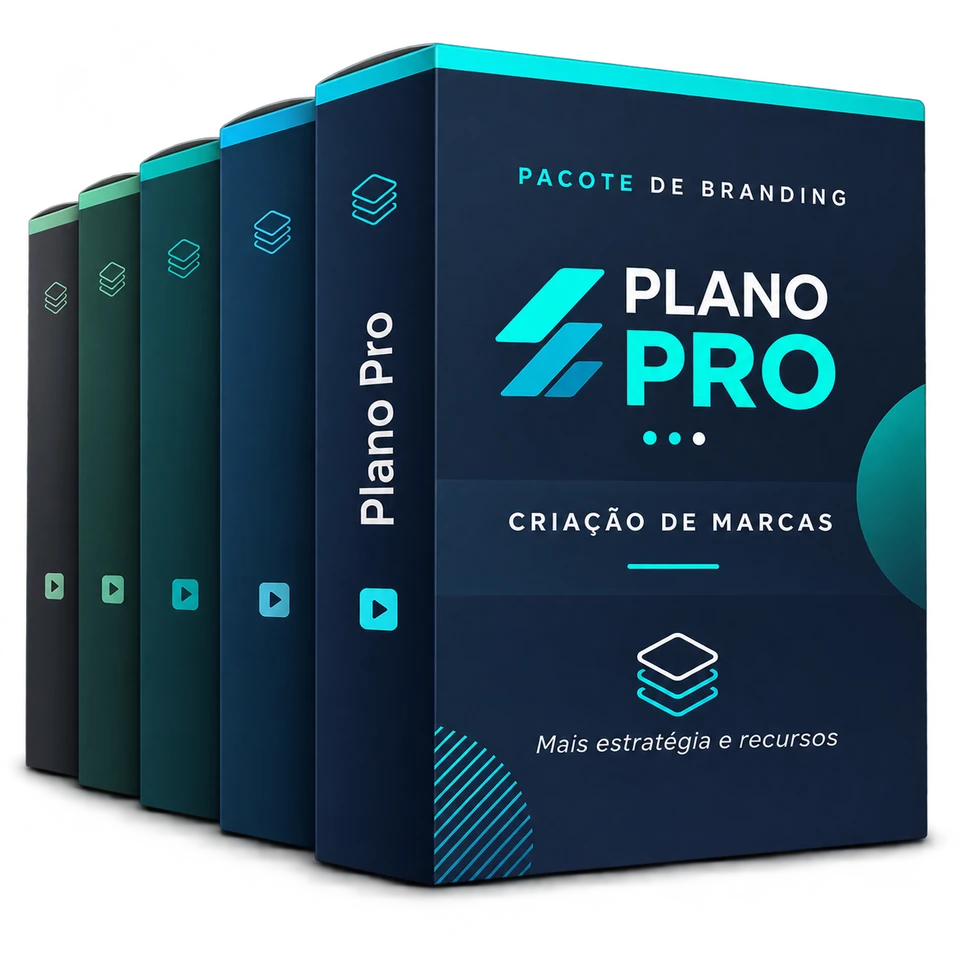 PACOTE DE BRANDING
PLANO
PRO
CRIAÇÃO DE MARCAS
Mais estratégia e recursos
Plano Pro